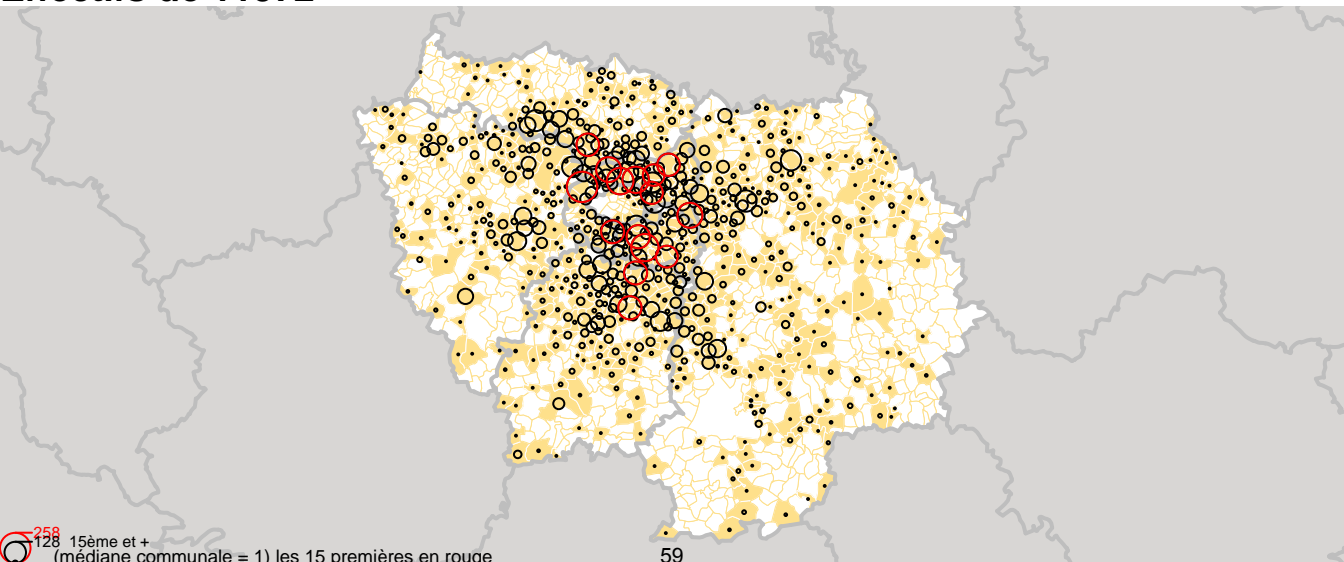 258
128 15ème et +
(médiane communale = 1) les 15 premières en rouge
59